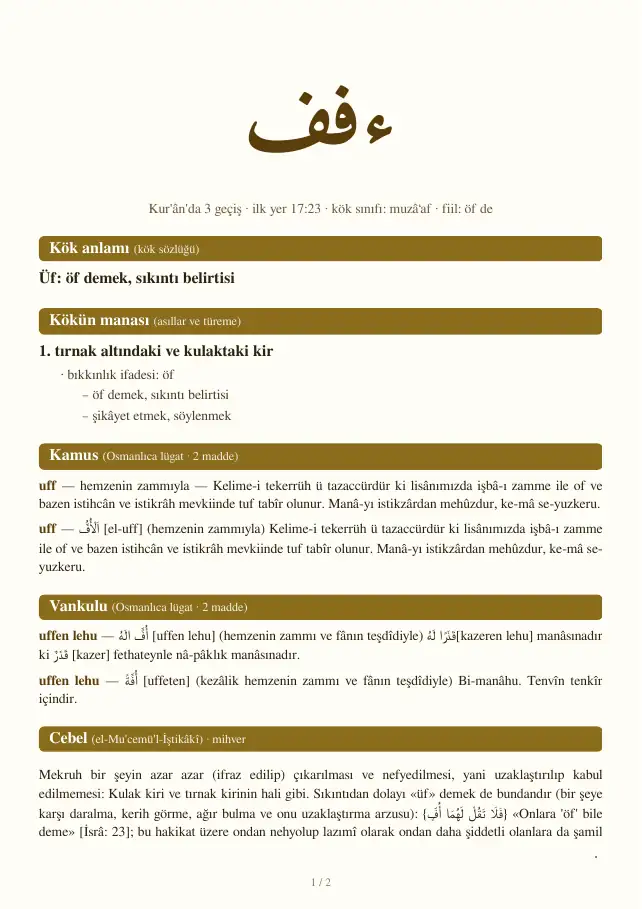 ءفف
Kur'ân'da 3 geçiş · ilk yer 17:23 · kök sınıfı: muzâ'af · fiil: öf de
Kök anlamı (kök sözlüğü)
Üf: öf demek, sıkıntı belirtisi
Kökün manası (asıllar ve türeme)
1. tırnak altındaki ve kulaktaki kir
· bıkkınlık ifadesi: öf
– öf demek, sıkıntı belirtisi
– şikâyet etmek, söylenmek
Kamus (Osmanlıca lügat · 2 madde)
uff — hemzenin zammıyla — Kelime-i tekerrüh ü tazaccürdür ki lisânımızda işbâ-ı zamme ile of ve
bazen istihcân ve istikrâh mevkiinde tuf tabîr olunur. Manâ-yı istikzârdan mehûzdur, ke-mâ se-yuzkeru.
uff — اَلْأُفُّ [el-uff] (hemzenin zammıyla) Kelime-i tekerrüh ü tazaccürdür ki lisânımızda işbâ-ı zamme
ile of ve bazen istihcân ve istikrâh mevkiinde tuf tabîr olunur. Manâ-yı istikzârdan mehûzdur, ke-mâ se-
yuzkeru.
Vankulu (Osmanlıca lügat · 2 madde)
uffen lehu — أُفًّ الَهُ [uffen lehu] (hemzenin zammı ve fânın teşdîdiyle) قَذَرًا لَهُ[kazeren lehu] manâsınadır
ki قَذَرٌ [kazer] fethateynle nâ-pâklık manâsınadır.
uffen lehu — أُفَّةً [uffeten] (kezâlik hemzenin zammı ve fânın teşdîdiyle) Bi-manâhu. Tenvîn tenkîr
içindir.
Cebel (el-Mu'cemü'l-İştikâkî) · mihver
Mekruh bir şeyin azar azar (ifraz edilip) çıkarılması ve nefyedilmesi, yani uzaklaştırılıp kabul
edilmemesi: Kulak kiri ve tırnak kirinin hali gibi. Sıkıntıdan dolayı «üf» demek de bundandır (bir şeye
karşı daralma, kerih görme, ağır bulma ve onu uzaklaştırma arzusu): {فَلَا تَقُلْ لَهُمَا أُفٍّ} «Onlara 'öf' bile
deme» [İsrâ: 23]; bu hakikat üzere ondan nehyolup lazımî olarak ondan daha şiddetli olanlara da şamil
.
1 / 2